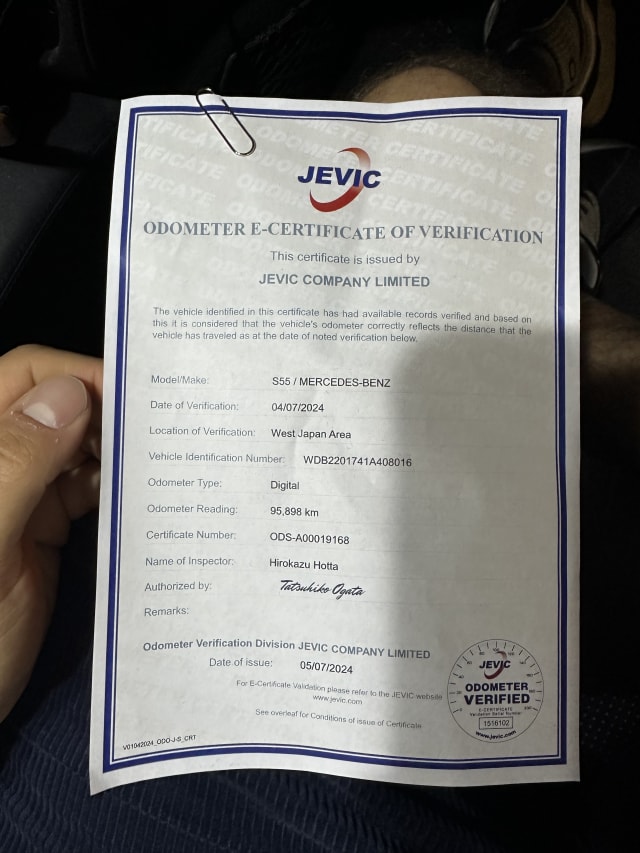 JEVIC
ODOMETER E-CERTIFICATE OF VERIFICATION
This certificate is issued by
JEVIC COMPANY LIMITED
The vehicle identified in this certificate has had available records verified and based on
this it is considered that the vehicle's odometer correctly reflects the distance that the
vehicle has traveled as at the date of noted verification below.
Model/Make: S55 / MERCEDES-BENZ
Date of Verification: 04/07/2024
Location of Verification: West Japan Area
Vehicle Identification Number: WDB2201741A408016
Odometer Type: Digital
Odometer Reading: 95,898 km
Certificate Number: ODS-A00019168
Name of Inspector: Hirokazu Hotta
Authorized by: Tatsuhiko Ogata
Remarks:
Odometer Verification Division JEVIC COMPANY LIMITED
Date of issue: 05/07/2024
For E-Certificate Validation please refer to the JEVIC website
www.jevic.com
See overleaf for Conditions of issue of Certificate
V01042024_ODO-J-S_CRT
JEVIC
ODOMETER
VERIFIED
E-CERTIFICATE
Validation Serial Number
1516102
www.jevic.com